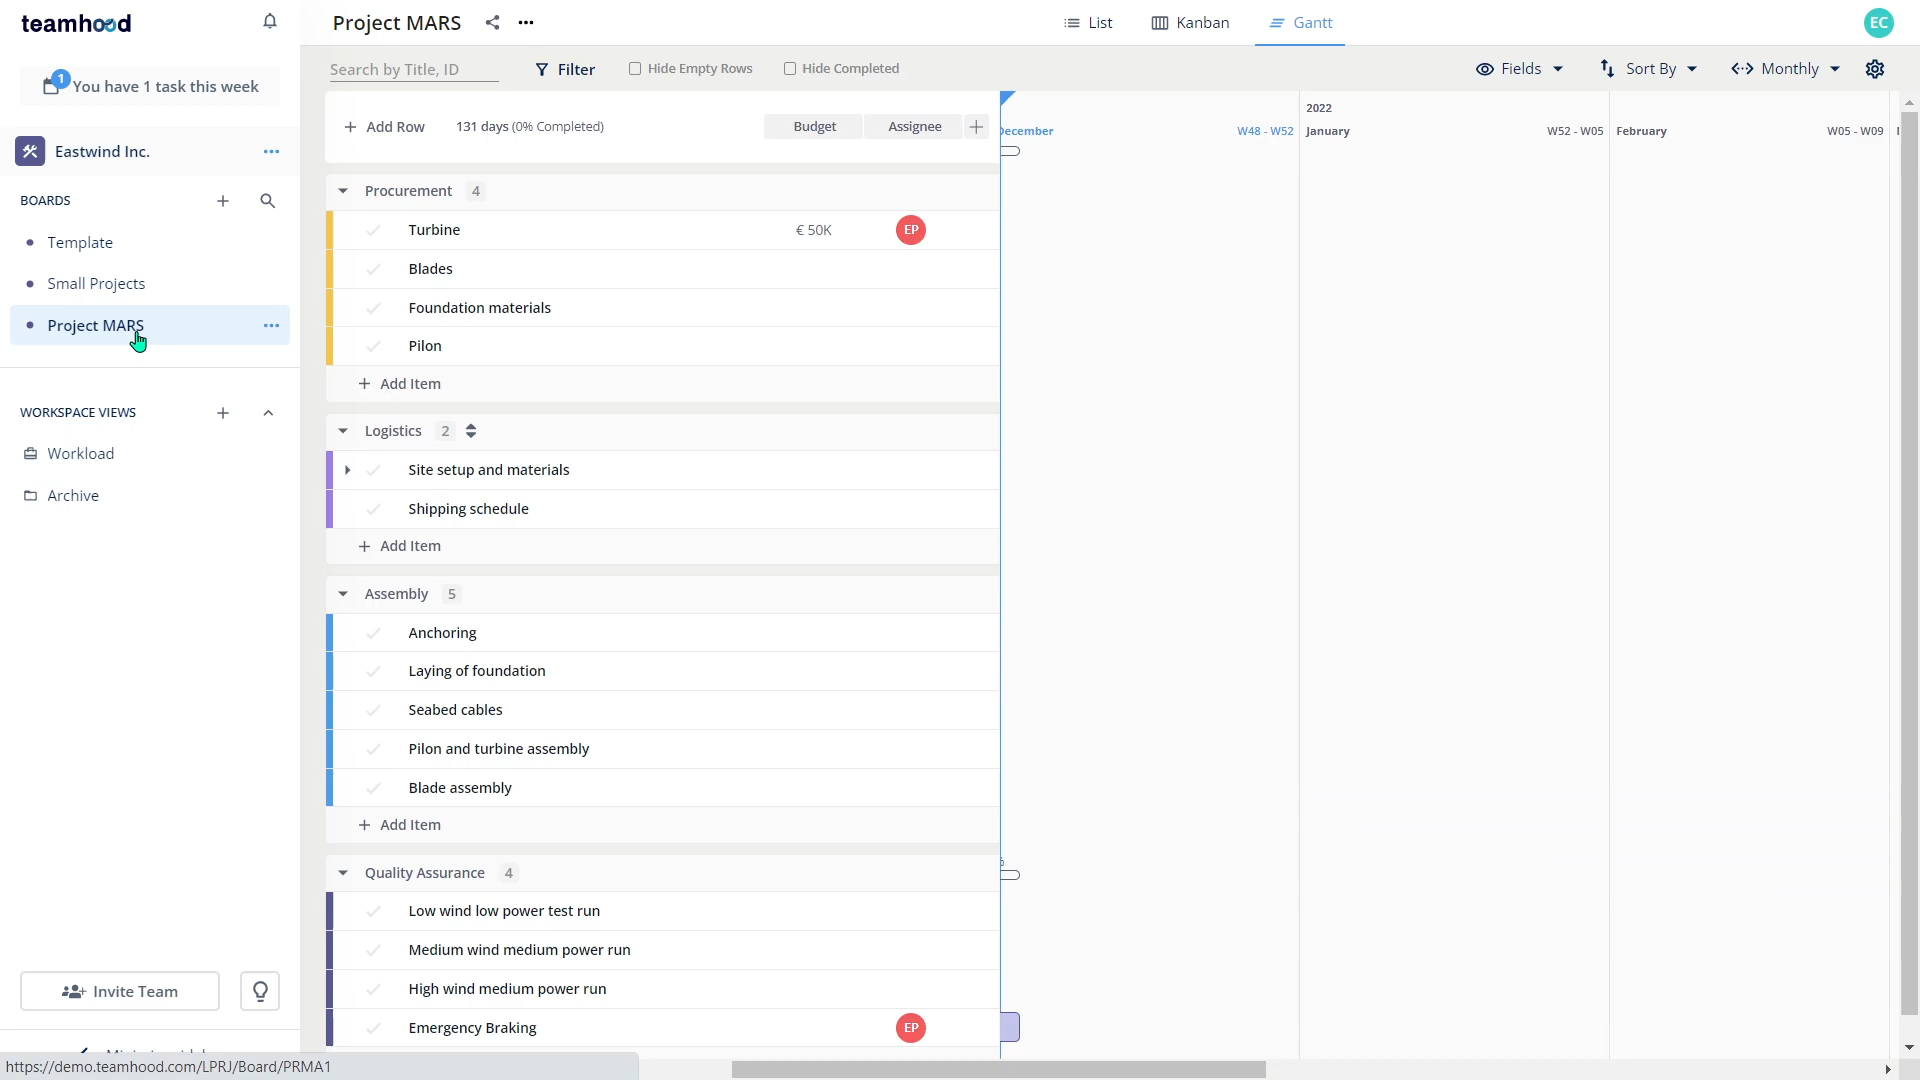 teamhood
1
You have 1 task this week
Eastwind Inc.
BOARDS
Template
Small Projects
Project MARS
WORKSPACE VIEWS
Workload
Archive
Invite Team
https://demo.teamhood.com/LPRJ/Board/PRMA1
Project MARS
List
Kanban
Gantt
EC
Search by Title, ID
Filter
Hide Empty Rows
Hide Completed
Fields
Sort By
Monthly
Add Row
131 days (0% Completed)
Budget
Assignee
2022
December
W48 - W52
January
W52 - W05
February
W05 - W09
Procurement 4
Turbine € 50K EP
Blades
Foundation materials
Pilon
Add Item
Logistics 2
Site setup and materials
Shipping schedule
Add Item
Assembly 5
Anchoring
Laying of foundation
Seabed cables
Pilon and turbine assembly
Blade assembly
Add Item
Quality Assurance 4
Low wind low power test run
Medium wind medium power run
High wind medium power run
Emergency Braking EP